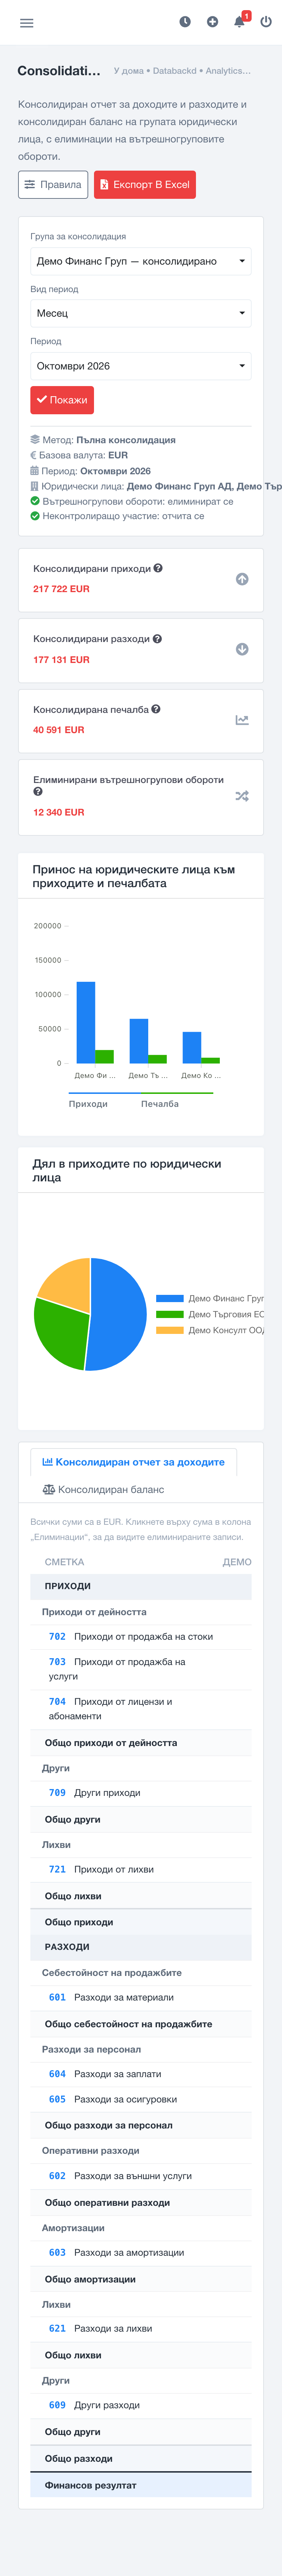 1
Consolidati...
У дома • Databackd • Analytics...
Консолидиран отчет за доходите и разходите и
консолидиран баланс на групата юридически
лица, с елиминации на вътрешногруповите
обороти.
Правила
Експорт В Excel
Група за консолидация
Демо Финанс Груп — консолидирано
Вид период
Месец
Период
Октомври 2026
Покажи
Метод: Пълна консолидация
Базова валута: EUR
Период: Октомври 2026
Юридически лица: Демо Финанс Груп АД, Демо Тър
Вътрешногрупови обороти: елиминират се
Неконтролиращо участие: отчита се
Консолидирани приходи
217 722 EUR
Консолидирани разходи
177 131 EUR
Консолидирана печалба
40 591 EUR
Елиминирани вътрешногрупови обороти
12 340 EUR
Принос на юридическите лица към
приходите и печалбата
200000
150000
100000
50000
0
Демо Фи ... Демо Тъ ... Демо Ко ...
Приходи Печалба
Дял в приходите по юридически
лица
Демо Финанс Груп
Демо Търговия ЕО
Демо Консулт ООД
Консолидиран отчет за доходите
Консолидиран баланс
Всички суми са в EUR. Кликнете върху сума в колона
„Елиминации“, за да видите елиминираните записи.
СМЕТКА ДЕМО
ПРИХОДИ
Приходи от дейността
702 Приходи от продажба на стоки
703 Приходи от продажба на
услуги
704 Приходи от лицензи и
абонаменти
Общо приходи от дейността
Други
709 Други приходи
Общо други
Лихви
721 Приходи от лихви
Общо лихви
Общо приходи
РАЗХОДИ
Себестойност на продажбите
601 Разходи за материали
Общо себестойност на продажбите
Разходи за персонал
604 Разходи за заплати
605 Разходи за осигуровки
Общо разходи за персонал
Оперативни разходи
602 Разходи за външни услуги
Общо оперативни разходи
Амортизации
603 Разходи за амортизации
Общо амортизации
Лихви
621 Разходи за лихви
Общо лихви
Други
609 Други разходи
Общо други
Общо разходи
Финансов резултат